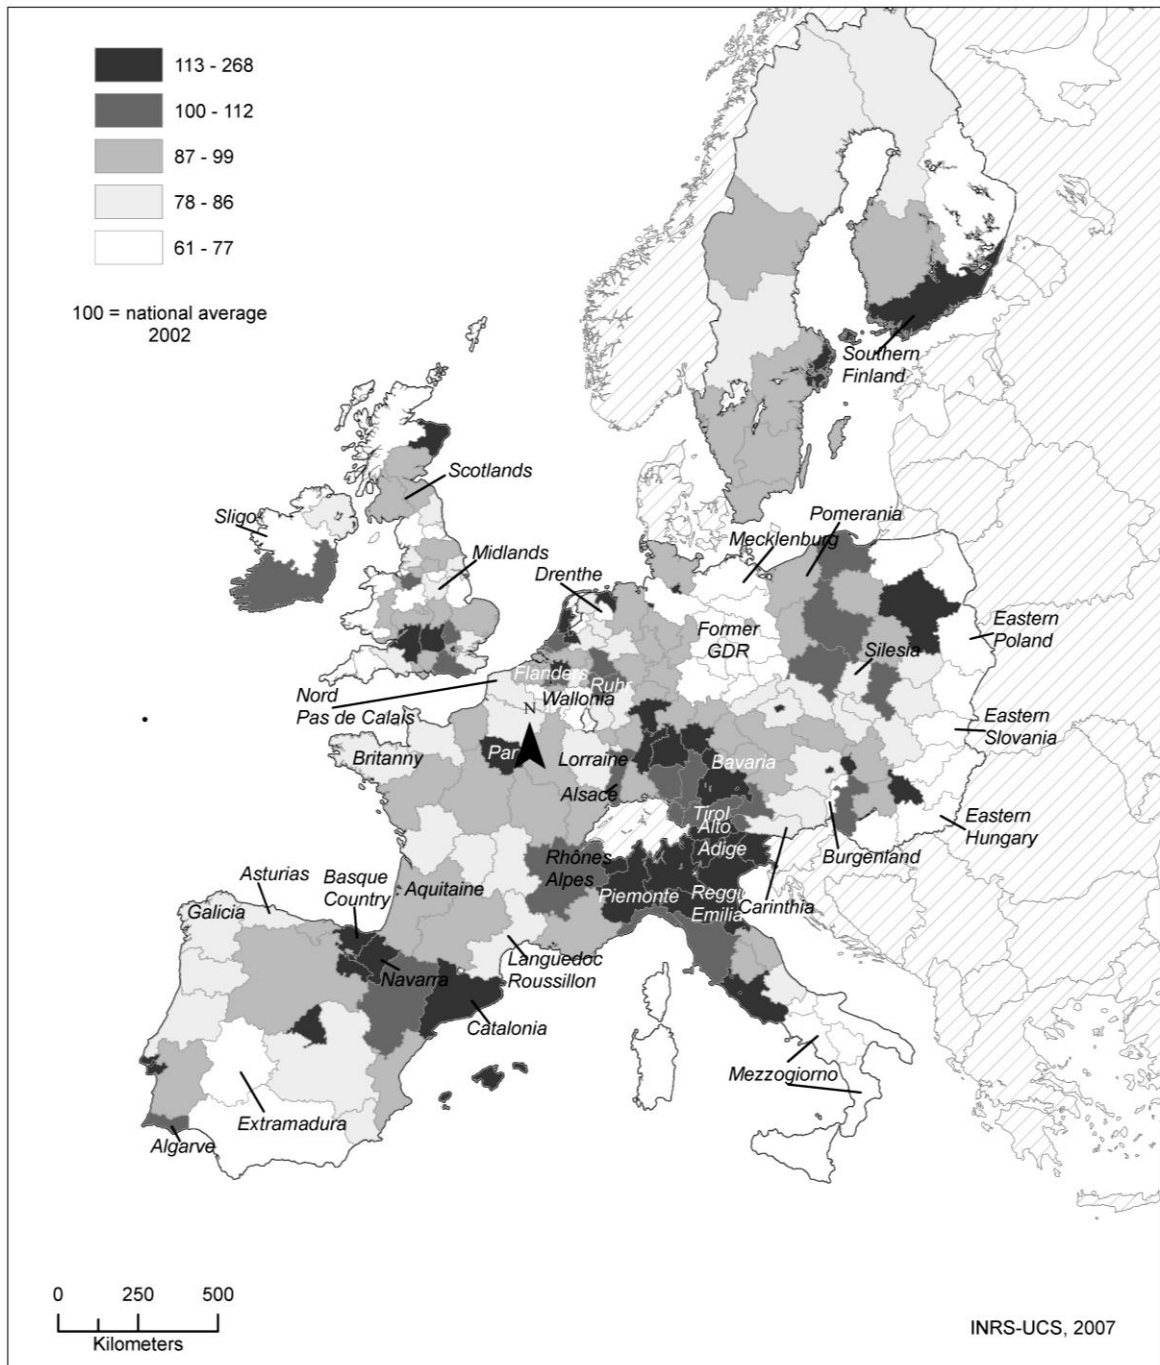 113 - 268
100 - 112
87 - 99
78 - 86
61 - 77
100 = national average
2002
Southern
Finland
Scotlands
Sligo
Pomerania
Mecklenburg
Midlands
Drenthe
Former
GDR
Eastern
Poland
Silesia
Flanders
Ruhr
Wallonia
Nord
Pas de Calais
N
Eastern
Slovania
Par
Britanny
Lorraine
Bavaria
Alsace
Tirol
Alto
Adige
Eastern
Hungary
Burgenland
Rhônes
Alpes
Asturias
Basque
Country
Aquitaine
Piemonte
Reggi
Emilia
Carinthia
Galicia
Navarra
Languedoc
Roussillon
Catalonia
Mezzogiorno
Extramadura
Algarve
0 250 500
Kilometers
INRS-UCS, 2007